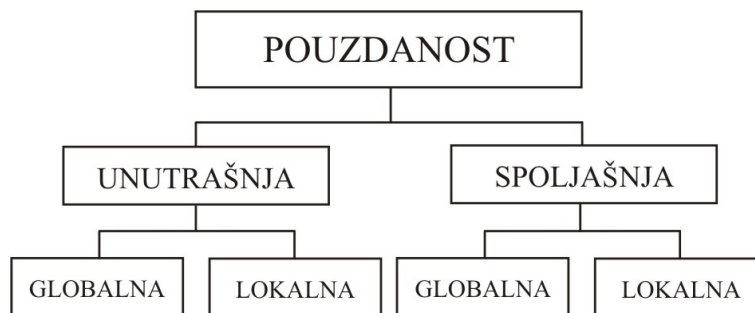 POUZDANOST
UNUTRAŠNJA
SPOLJAŠNJA
GLOBALNA
LOKALNA
GLOBALNA
LOKALNA